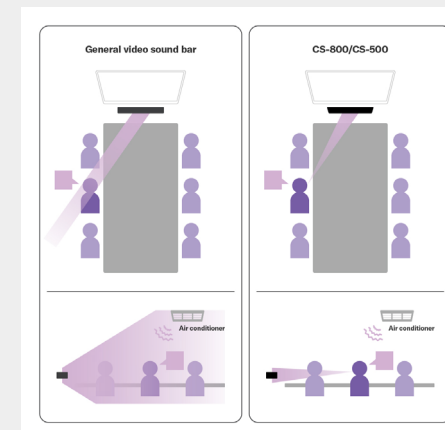 General video sound bar
CS-800/CS-500
Air conditioner
Air conditioner